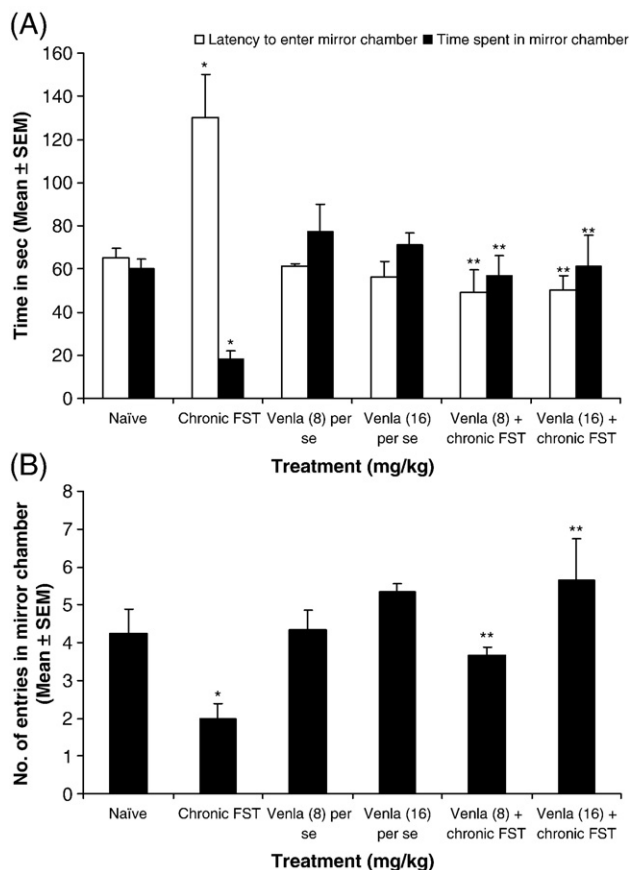 (A)
Latency to enter mirror chamber Time spent in mirror chamber
Time in sec (Mean ± SEM)
160
140
120
100
80
60
40
20
0
*
*
** **
**
**
Naïve Chronic FST Venla (8) per se Venla (16) per se Venla (8) + chronic FST Venla (16) + chronic FST
Treatment (mg/kg)
(B)
No. of entries in mirror chamber
(Mean ± SEM)
8
7
6
5
4
3
2
1
0
*
**
**
Naïve Chronic FST Venla (8) per se Venla (16) per se Venla (8) + chronic FST Venla (16) + chronic FST
Treatment (mg/kg)